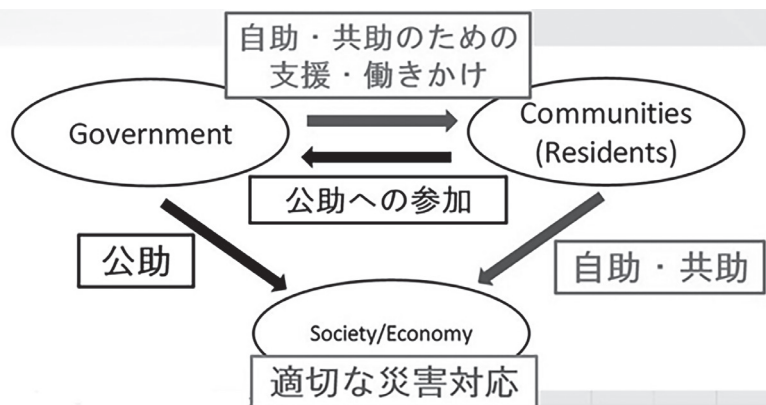 自助・共助のための
支援・働きかけ
Government
Communities
(Residents)
公助への参加
公助
自助・共助
Society/Economy
適切な災害対応